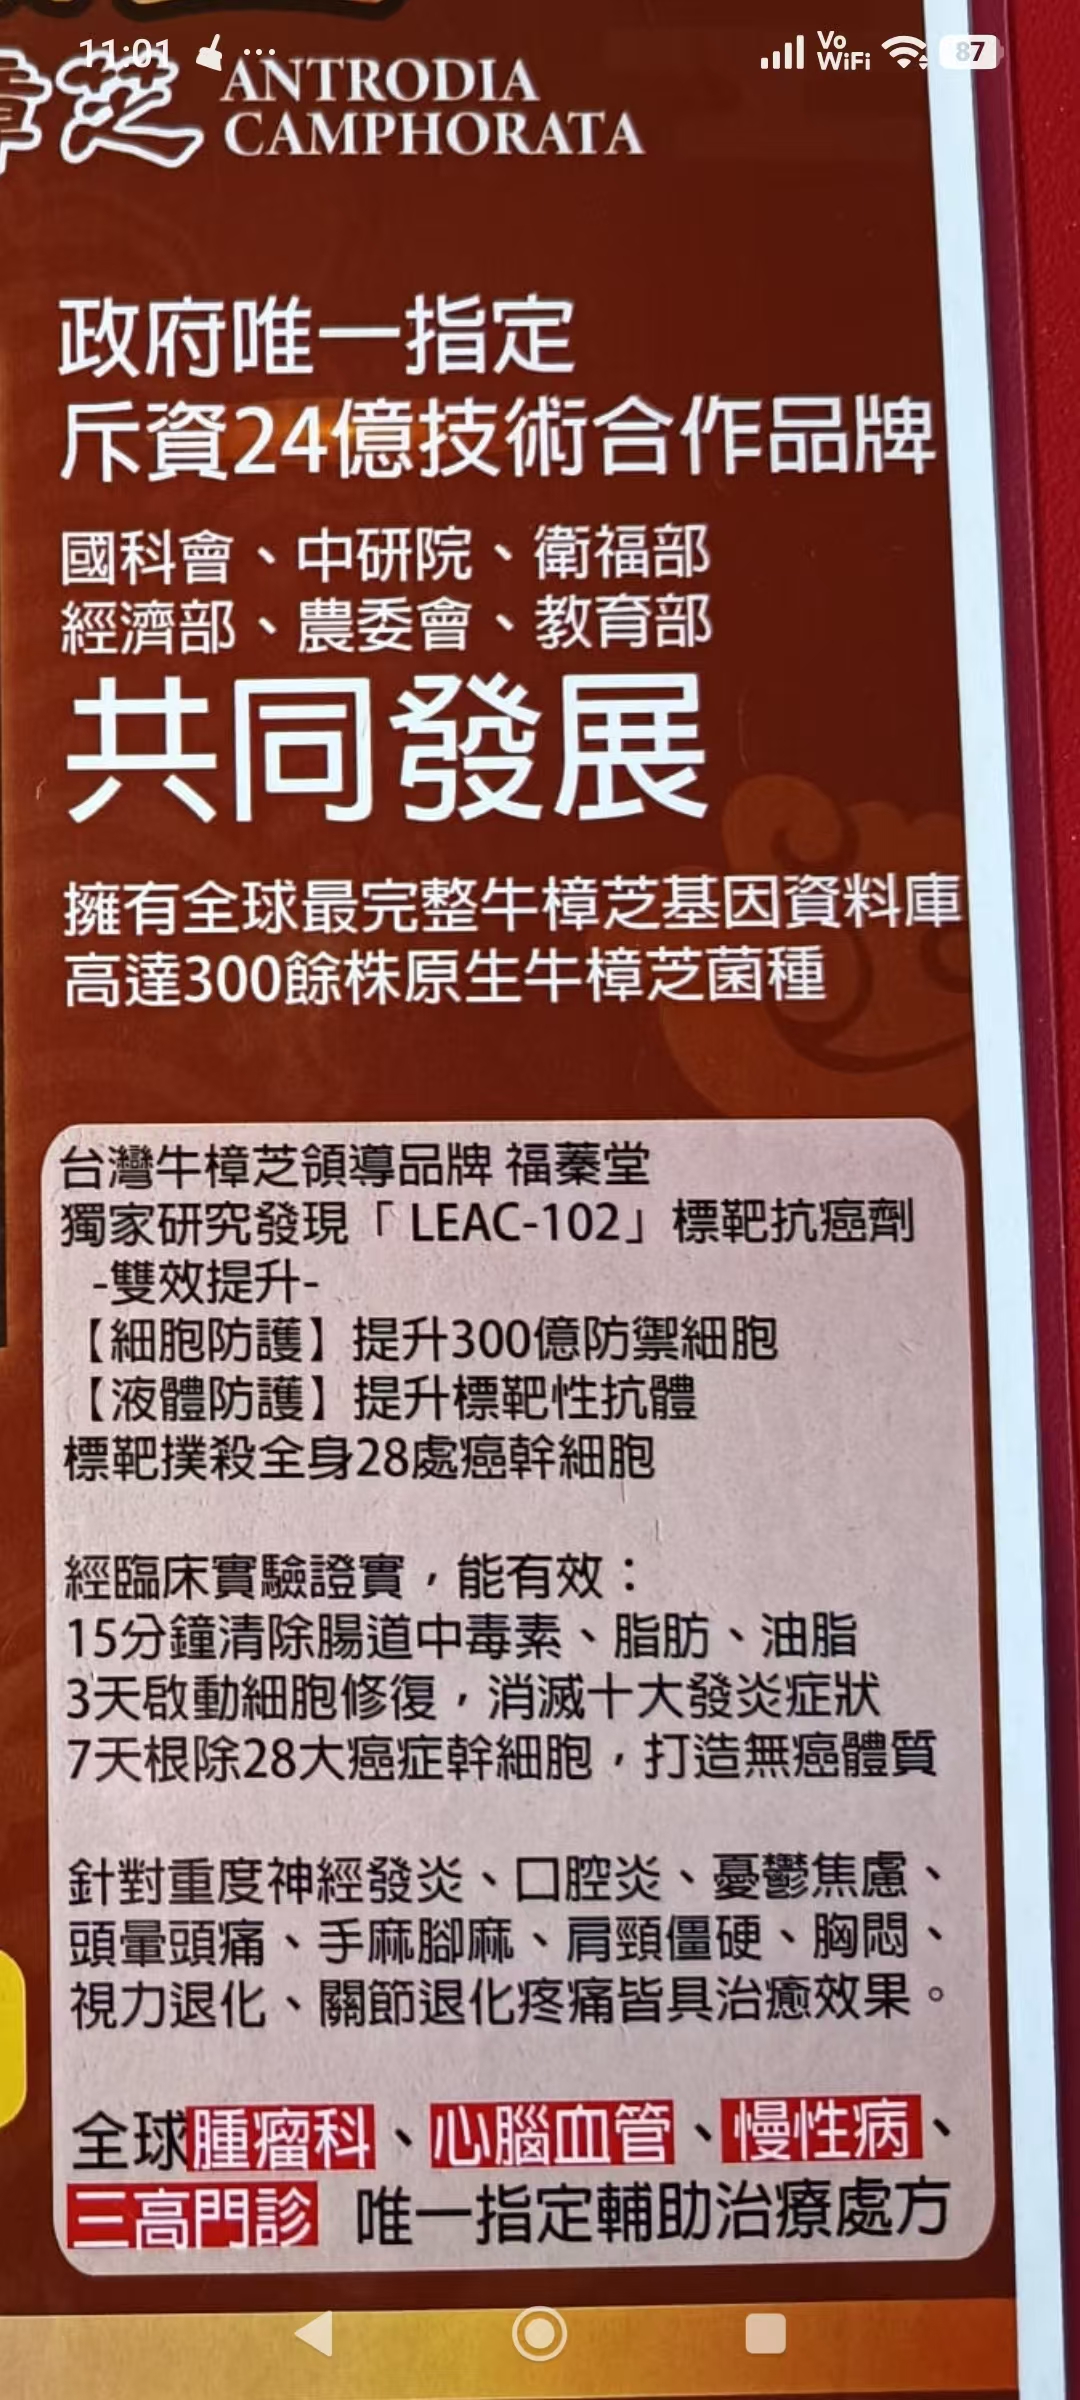 11:01
Vo
WiFi
87
樟芝 ANTRODIA
CAMPHORATA
政府唯一指定
斥資24億技術合作品牌
國科會、中研院、衛福部
經濟部、農委會、教育部
共同發展
擁有全球最完整牛樟芝基因資料庫
高達300餘株原生牛樟芝菌種
台灣牛樟芝領導品牌 福蓁堂
獨家研究發現「 LEAC-102」標靶抗癌劑
-雙效提升-
【細胞防護】提升300億防禦細胞
【液體防護】提升標靶性抗體
標靶撲殺全身28處癌幹細胞
經臨床實驗證實，能有效：
15分鐘清除腸道中毒素、脂肪、油脂
3天啟動細胞修復，消滅十大發炎症狀
7天根除28大癌症幹細胞，打造無癌體質
針對重度神經發炎、口腔炎、憂鬱焦慮、
頭暈頭痛、手麻腳麻、肩頸僵硬、胸悶、
視力退化、關節退化疼痛皆具治癒效果。
全球腫瘤科、心腦血管、慢性病、
三高門診 唯一指定輔助治療處方